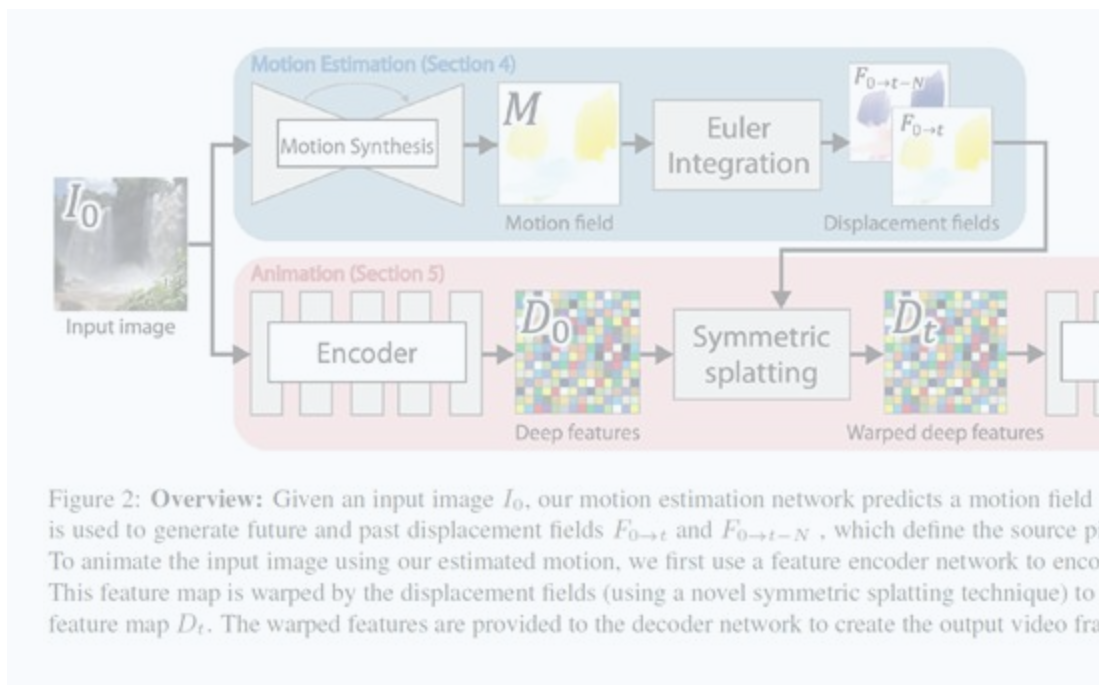 Motion Estimation (Section 4)
Motion Synthesis
M
Motion field
Euler
Integration
F₀→t−N
F₀→t
Displacement fields
I₀
Input image
Animation (Section 5)
Encoder
D₀
Deep features
Symmetric
splatting
Dₜ
Warped deep features
Figure 2: Overview: Given an input image I₀, our motion estimation network predicts a motion field
is used to generate future and past displacement fields F₀→t and F₀→t−N , which define the source p
To animate the input image using our estimated motion, we first use a feature encoder network to enco
This feature map is warped by the displacement fields (using a novel symmetric splatting technique) to
feature map Dₜ. The warped features are provided to the decoder network to create the output video fra